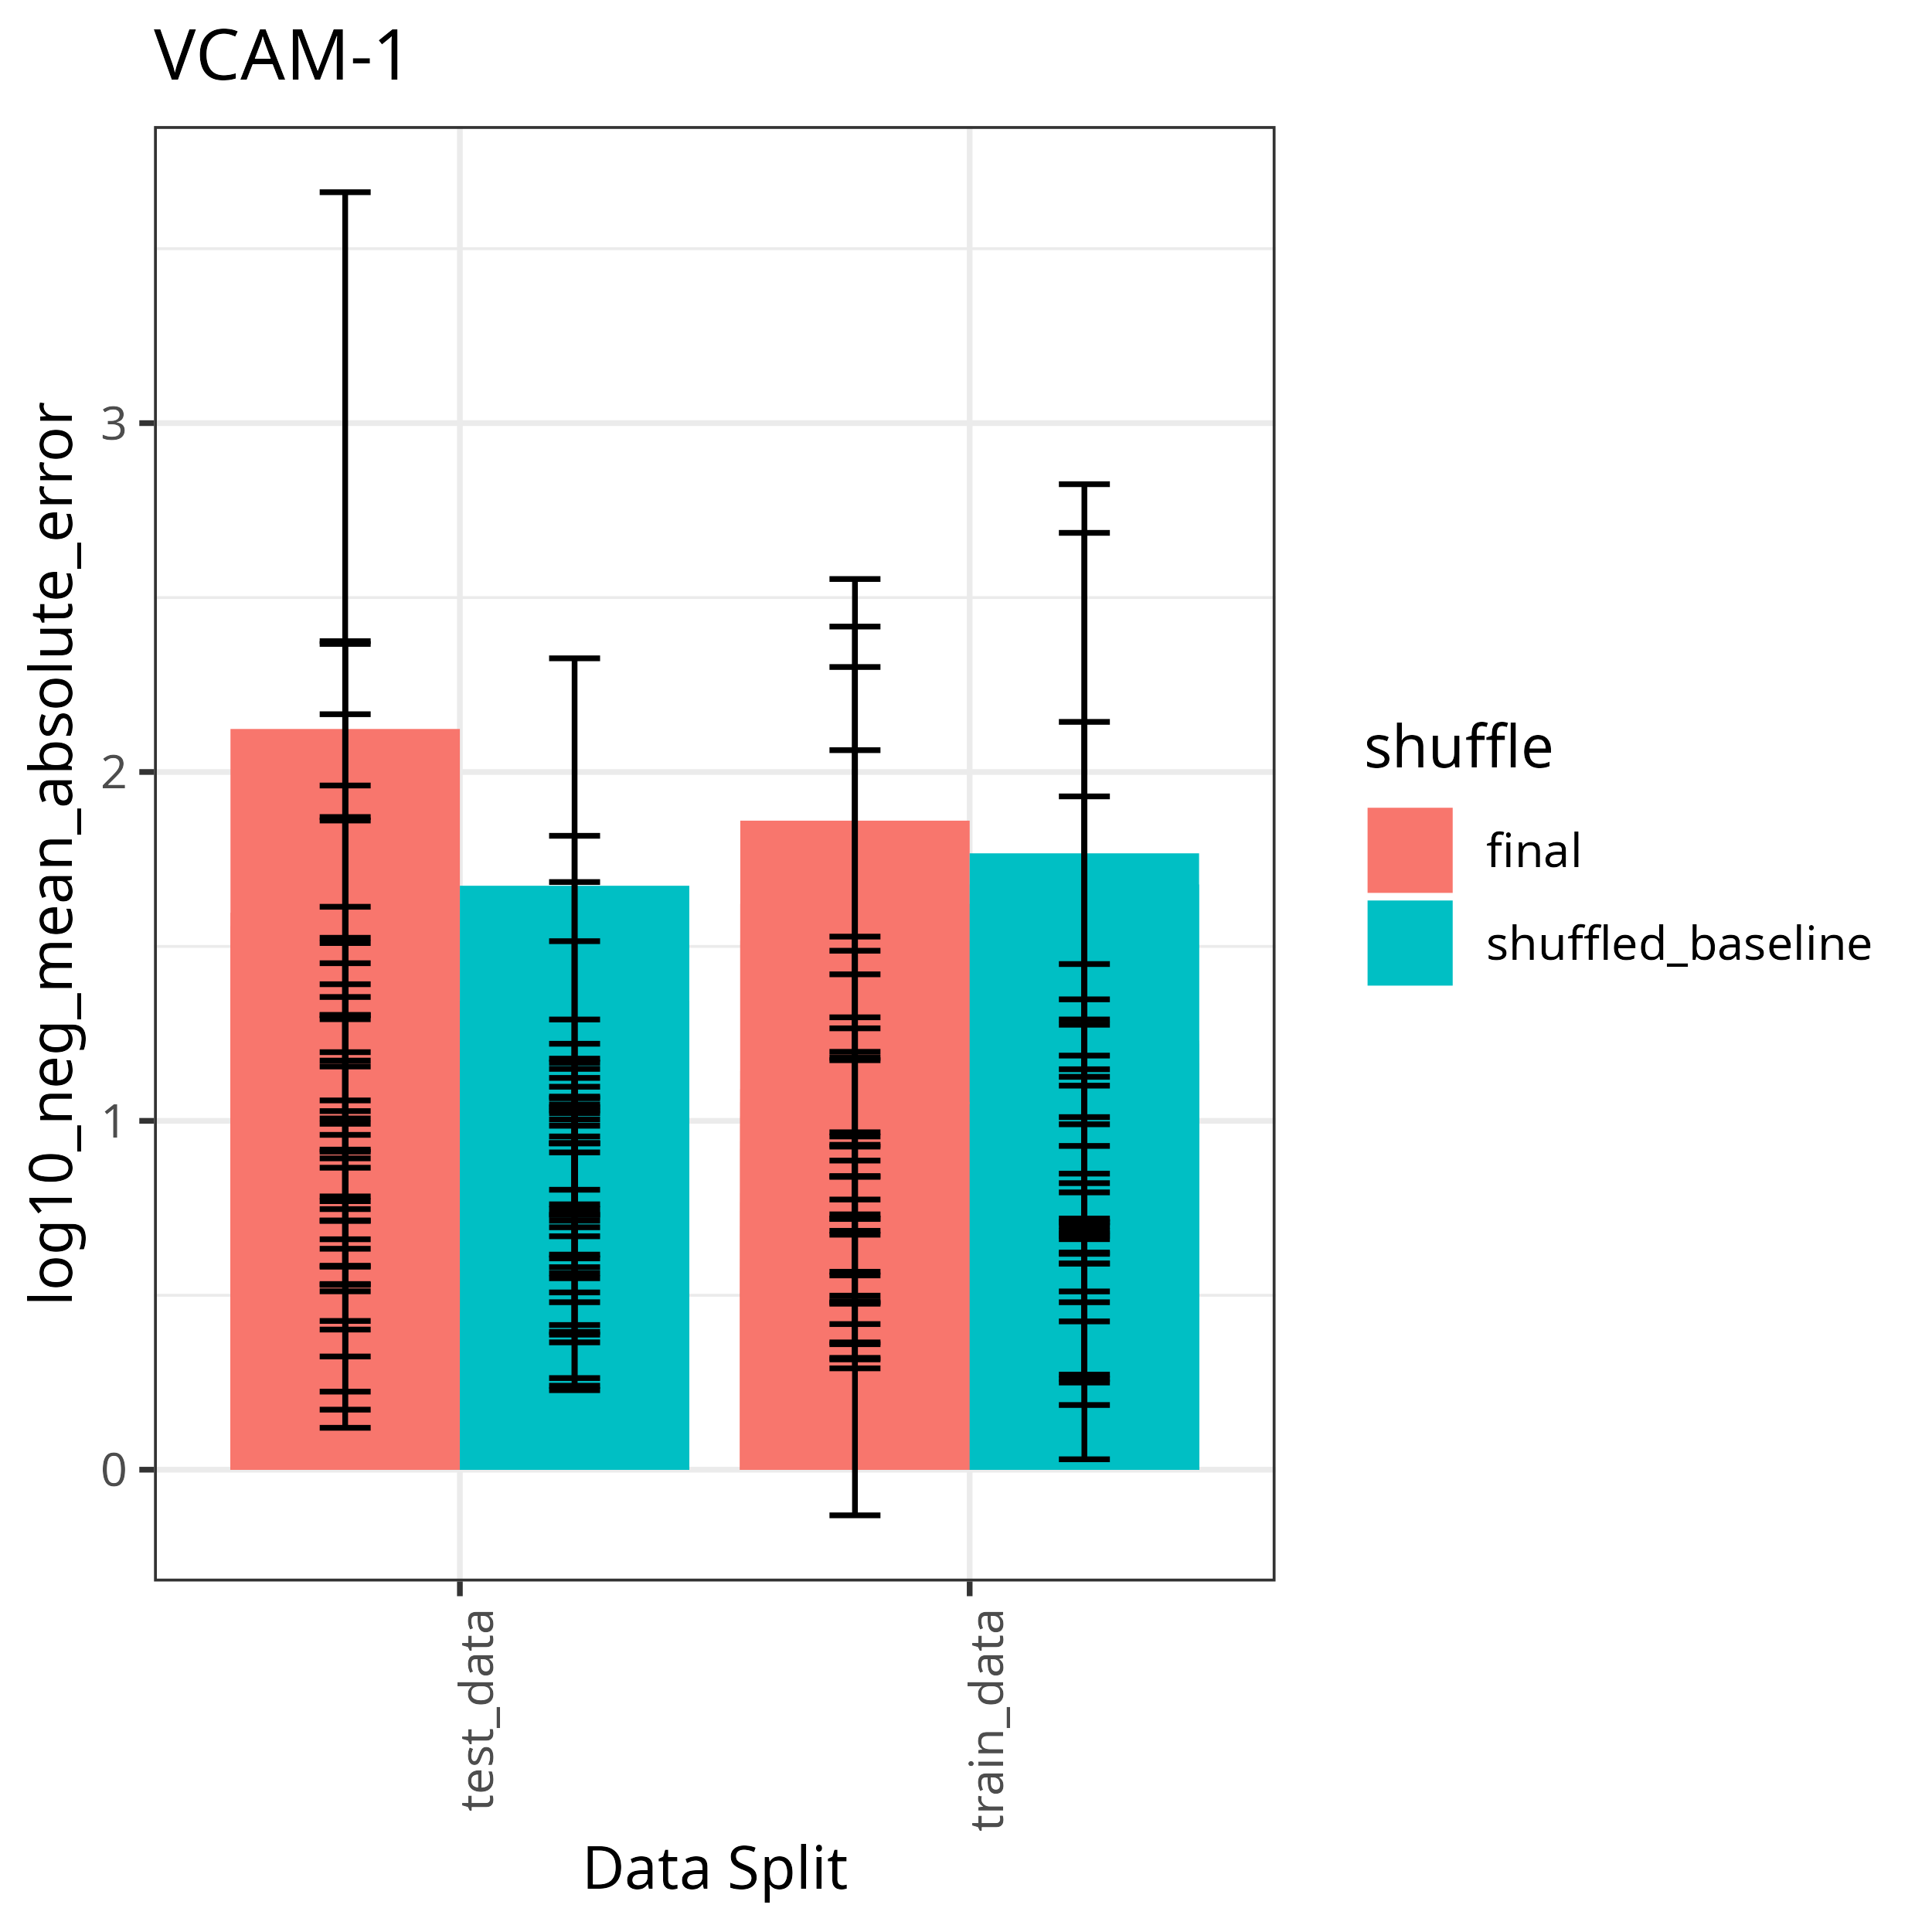 VCAM-1
log10_neg_mean_absolute_error
3
2
1
0
test_data
train_data
Data Split
shuffle
final
shuffled_baseline